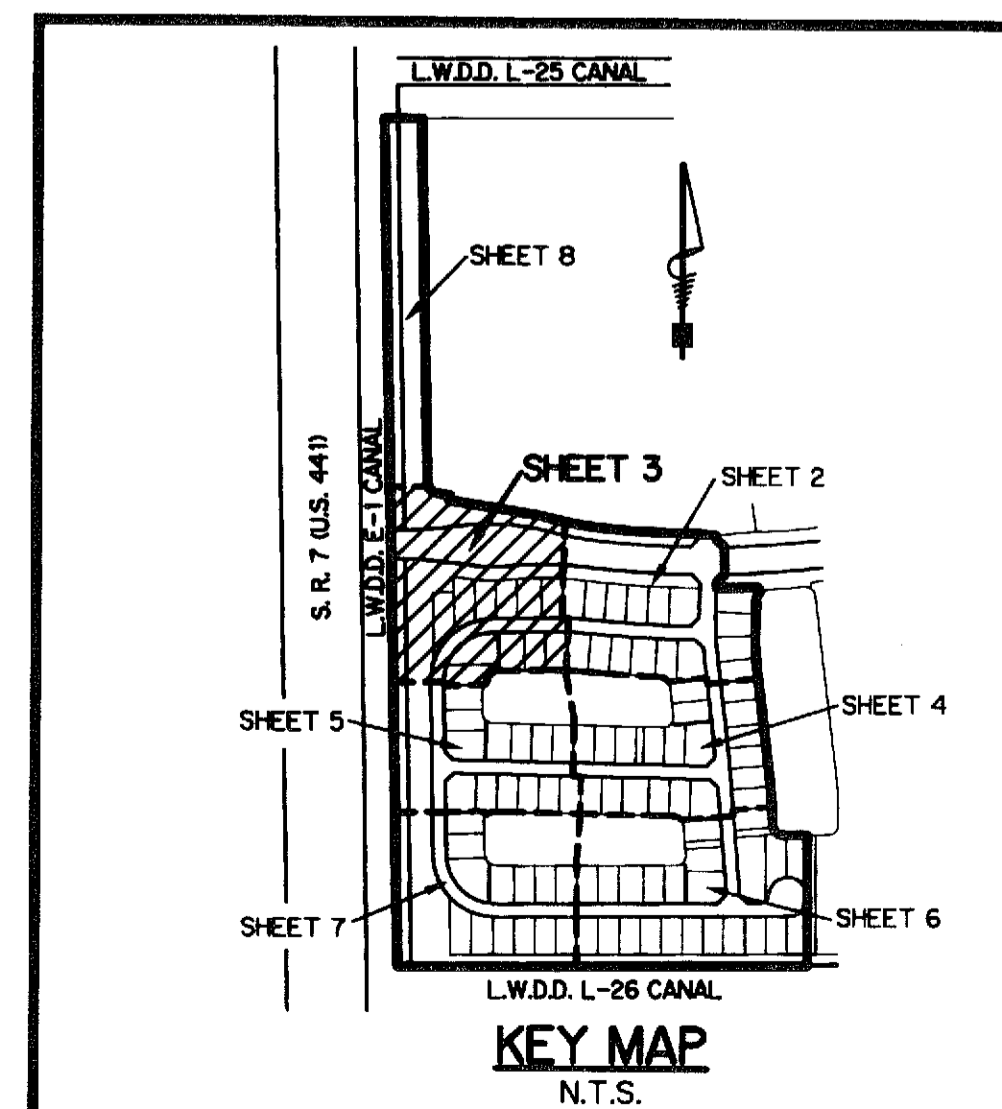 L.W.D.D. L-25 CANAL
SHEET 8
S. R. 7 (U.S. 441)
L.W.D.D. E-1 CANAL
SHEET 3
SHEET 2
SHEET 5
SHEET 4
SHEET 7
SHEET 6
L.W.D.D. L-26 CANAL
KEY MAP
N.T.S.